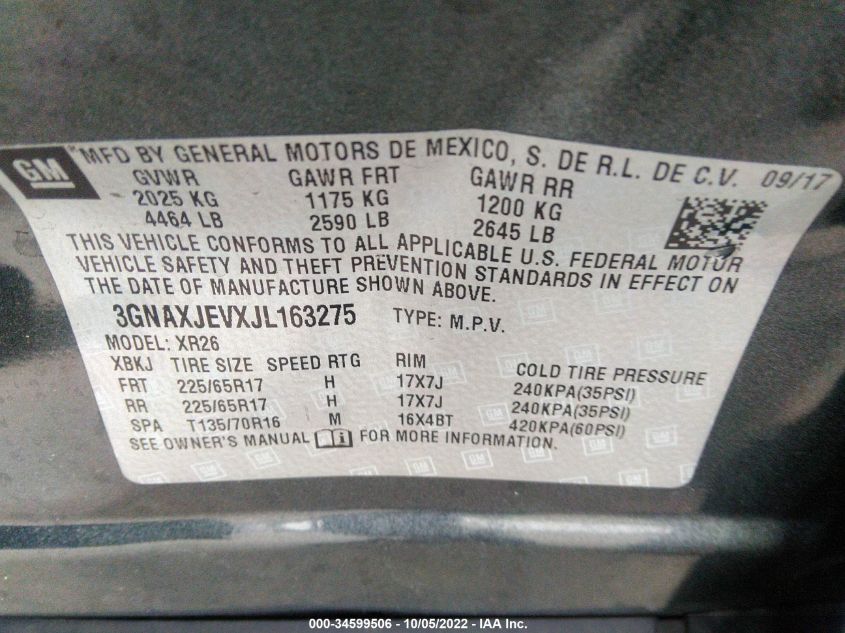 GM MFD BY GENERAL MOTORS DE MEXICO, S. DE R.L. DE C.V. 09/17
GVWR GAWR FRT GAWR RR
2025 KG 1175 KG 1200 KG
4464 LB 2590 LB 2645 LB
THIS VEHICLE CONFORMS TO ALL APPLICABLE U.S. FEDERAL MOTOR
VEHICLE SAFETY AND THEFT PREVENTION STANDARDS IN EFFECT ON
THE DATE OF MANUFACTURE SHOWN ABOVE.
3GNAXJEVXJL163275 TYPE: M.P.V.
MODEL: XR26
XBKJ TIRE SIZE SPEED RTG RIM COLD TIRE PRESSURE
FRT 225/65R17 H 17X7J 240KPA(35PSI)
RR 225/65R17 H 17X7J 240KPA(35PSI)
SPA T135/70R16 M 16X4BT 420KPA(60PSI)
SEE OWNER'S MANUAL FOR MORE INFORMATION.
000-34599506 - 10/05/2022 - IAA Inc.